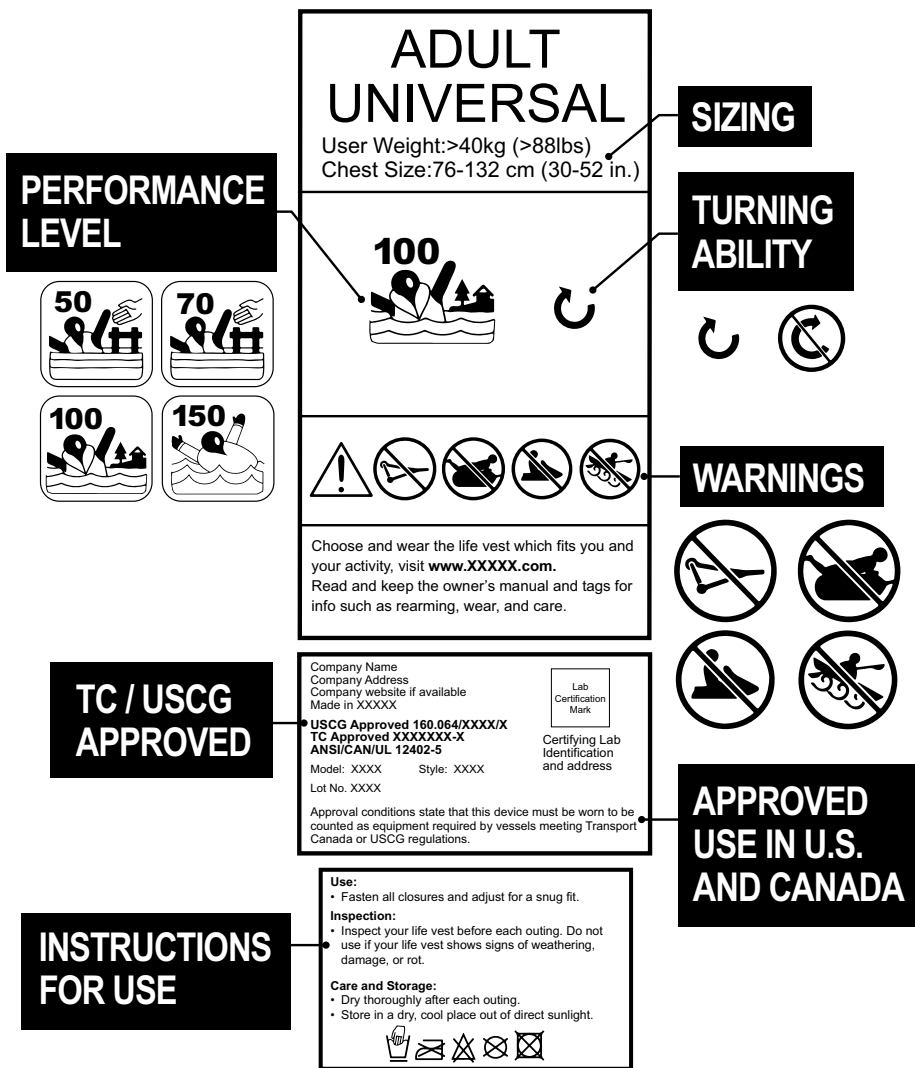 ADULT
UNIVERSAL
User Weight:>40kg (>88lbs)
Chest Size:76-132 cm (30-52 in.)
SIZING
PERFORMANCE
LEVEL
50
70
100
150
100
TURNING
ABILITY
WARNINGS
Choose and wear the life vest which fits you and
your activity, visit www.XXXXX.com.
Read and keep the owner's manual and tags for
info such as rearming, wear, and care.
TC / USCG
APPROVED
Company Name
Company Address
Company website if available
Made in XXXXX
USCG Approved 160.064/XXXX/X
TC Approved XXXXXXX-X
ANSI/CAN/UL 12402-5
Model: XXXX Style: XXXX
Lot No. XXXX
Lab
Certification
Mark
Certifying Lab
Identification
and address
Approval conditions state that this device must be worn to be
counted as equipment required by vessels meeting Transport
Canada or USCG regulations.
APPROVED
USE IN U.S.
AND CANADA
INSTRUCTIONS
FOR USE
Use:
• Fasten all closures and adjust for a snug fit.
Inspection:
• Inspect your life vest before each outing. Do not
use if your life vest shows signs of weathering,
damage, or rot.
Care and Storage:
• Dry thoroughly after each outing.
• Store in a dry, cool place out of direct sunlight.